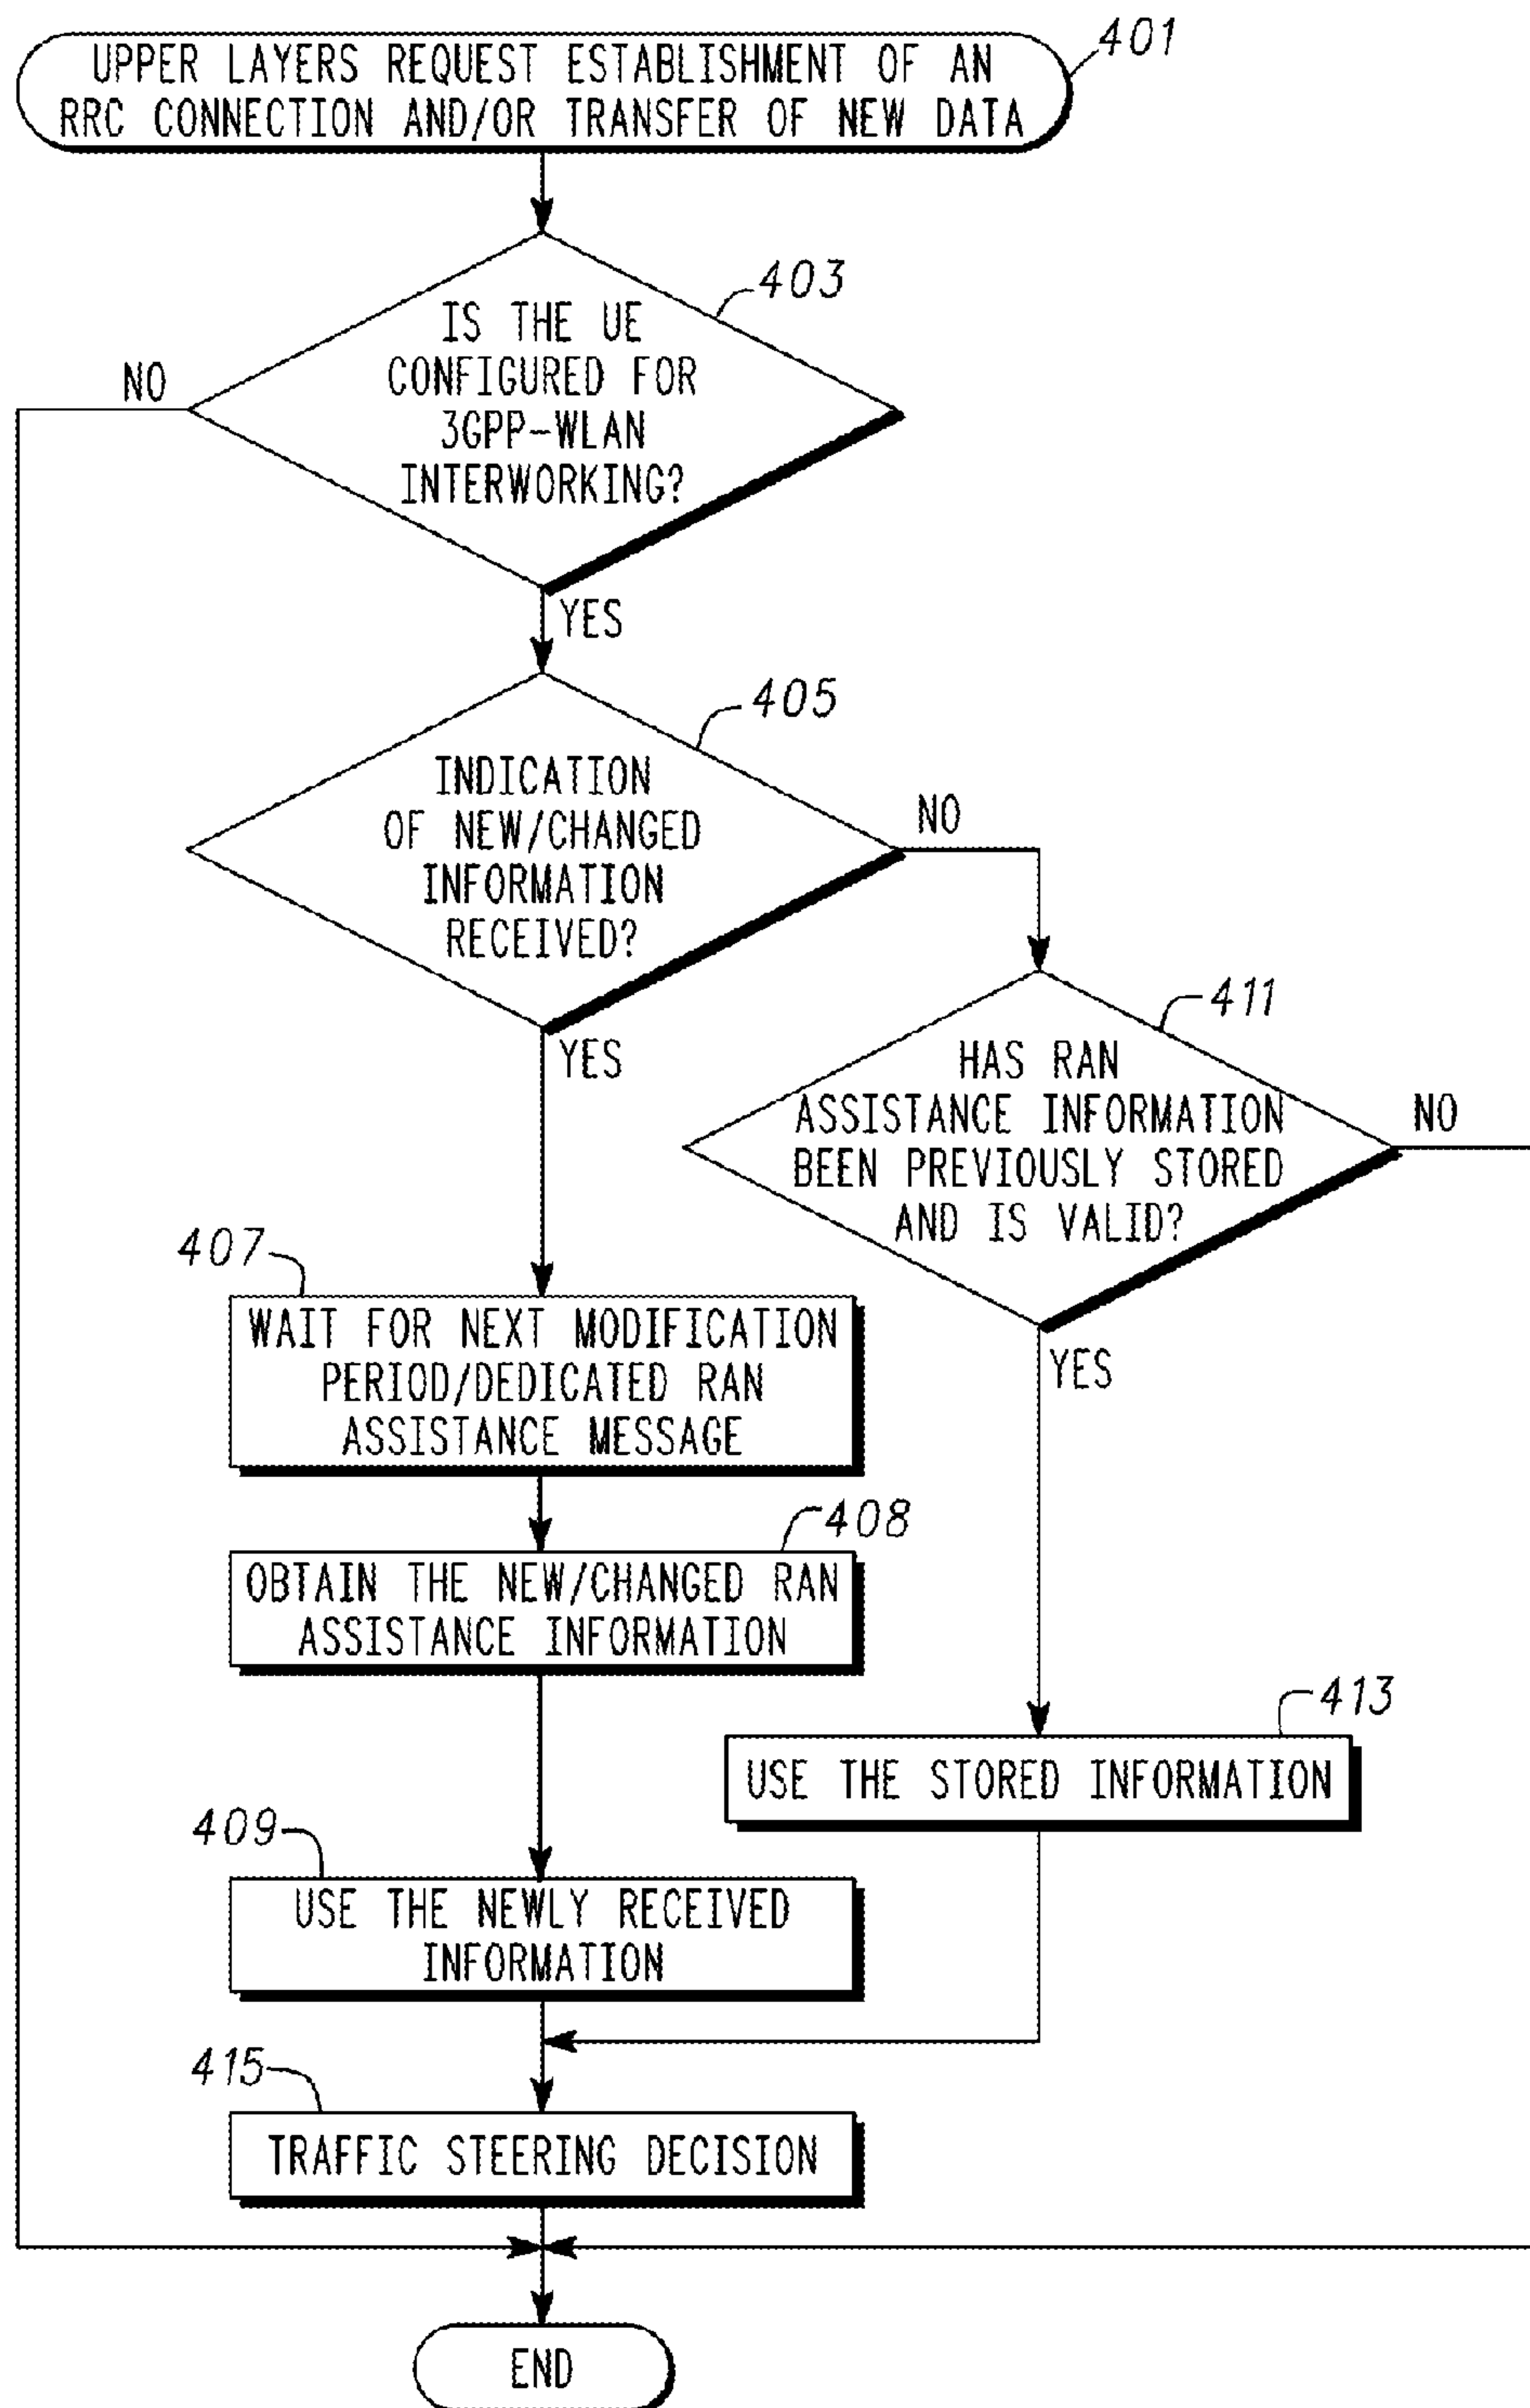 UPPER LAYERS REQUEST ESTABLISHMENT OF AN
RRC CONNECTION AND/OR TRANSFER OF NEW DATA
401
IS THE UE
CONFIGURED FOR
3GPP-WLAN
INTERWORKING?
403
NO
YES
INDICATION
OF NEW/CHANGED
INFORMATION
RECEIVED?
405
NO
YES
HAS RAN
ASSISTANCE INFORMATION
BEEN PREVIOUSLY STORED
AND IS VALID?
411
NO
YES
407
WAIT FOR NEXT MODIFICATION
PERIOD/DEDICATED RAN
ASSISTANCE MESSAGE
408
OBTAIN THE NEW/CHANGED RAN
ASSISTANCE INFORMATION
413
USE THE STORED INFORMATION
409
USE THE NEWLY RECEIVED
INFORMATION
415
TRAFFIC STEERING DECISION
END